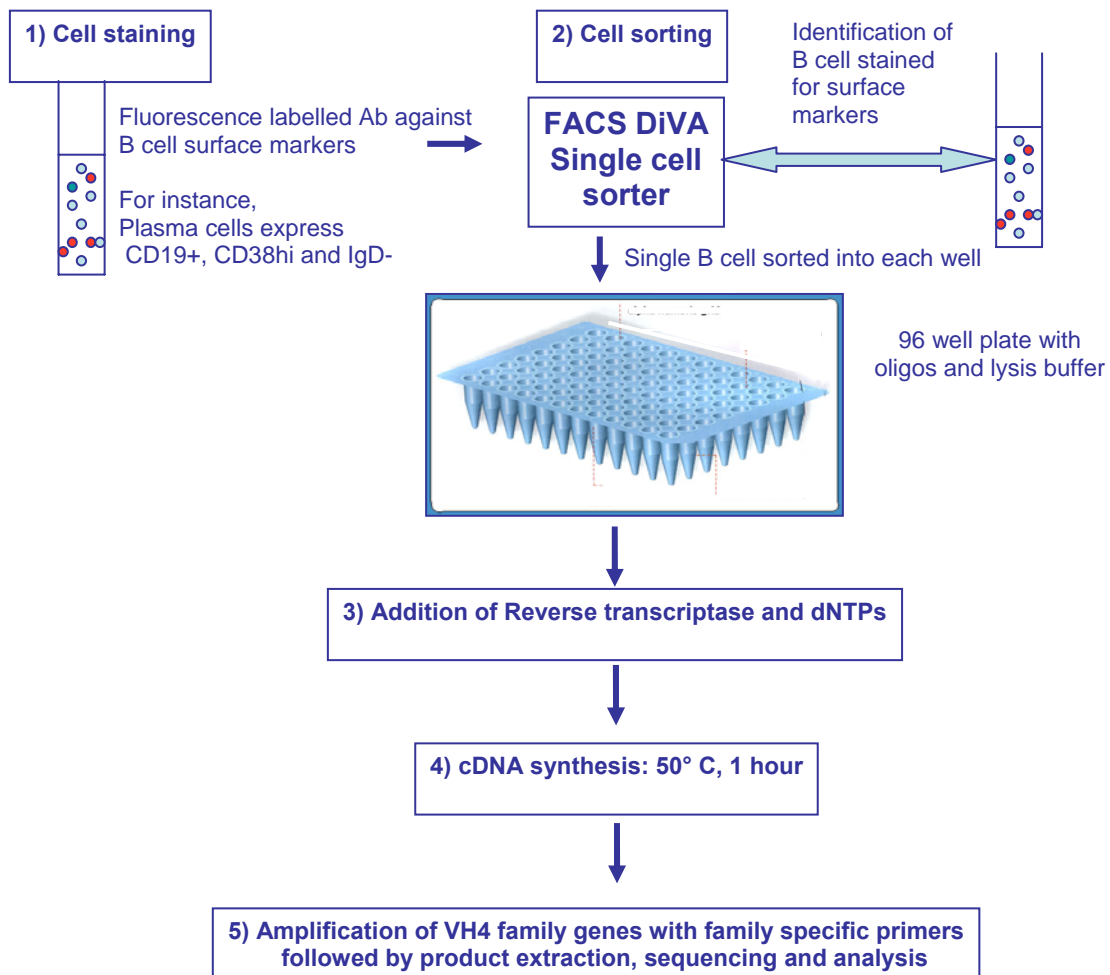 1) Cell staining
2) Cell sorting
Identification of
B cell stained
for surface
markers
Fluorescence labelled Ab against
B cell surface markers
For instance,
Plasma cells express
CD19+, CD38hi and IgD-
FACS DiVA
Single cell
sorter
Single B cell sorted into each well
96 well plate with
oligos and lysis buffer
3) Addition of Reverse transcriptase and dNTPs
4) cDNA synthesis: 50° C, 1 hour
5) Amplification of VH4 family genes with family specific primers
followed by product extraction, sequencing and analysis